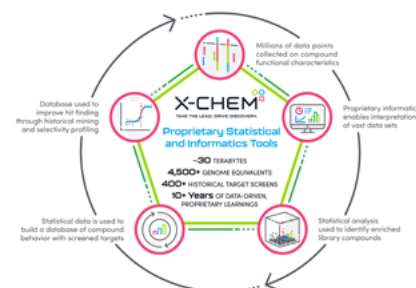 Millions of data points
collected on compound
functional characteristics
Database used to
improve hit finding
through historical mining
and selectivity profiling
X-CHEM
TAKE THE LEAD: DRIVE DISCOVERY.
Proprietary Statistical
and Informatics Tools
~30 TERABYTES
4,500+ GENOME EQUIVALENTS
400+ HISTORICAL TARGET SCREENS
10+ Years OF DATA-DRIVEN,
PROPRIETARY LEARNINGS
Proprietary informatic
enables interpretation
of vast data sets
Statistical data is used to
build a database of compound
behavior with screened targets
Statistical analysis
used to identify enriched
library compounds